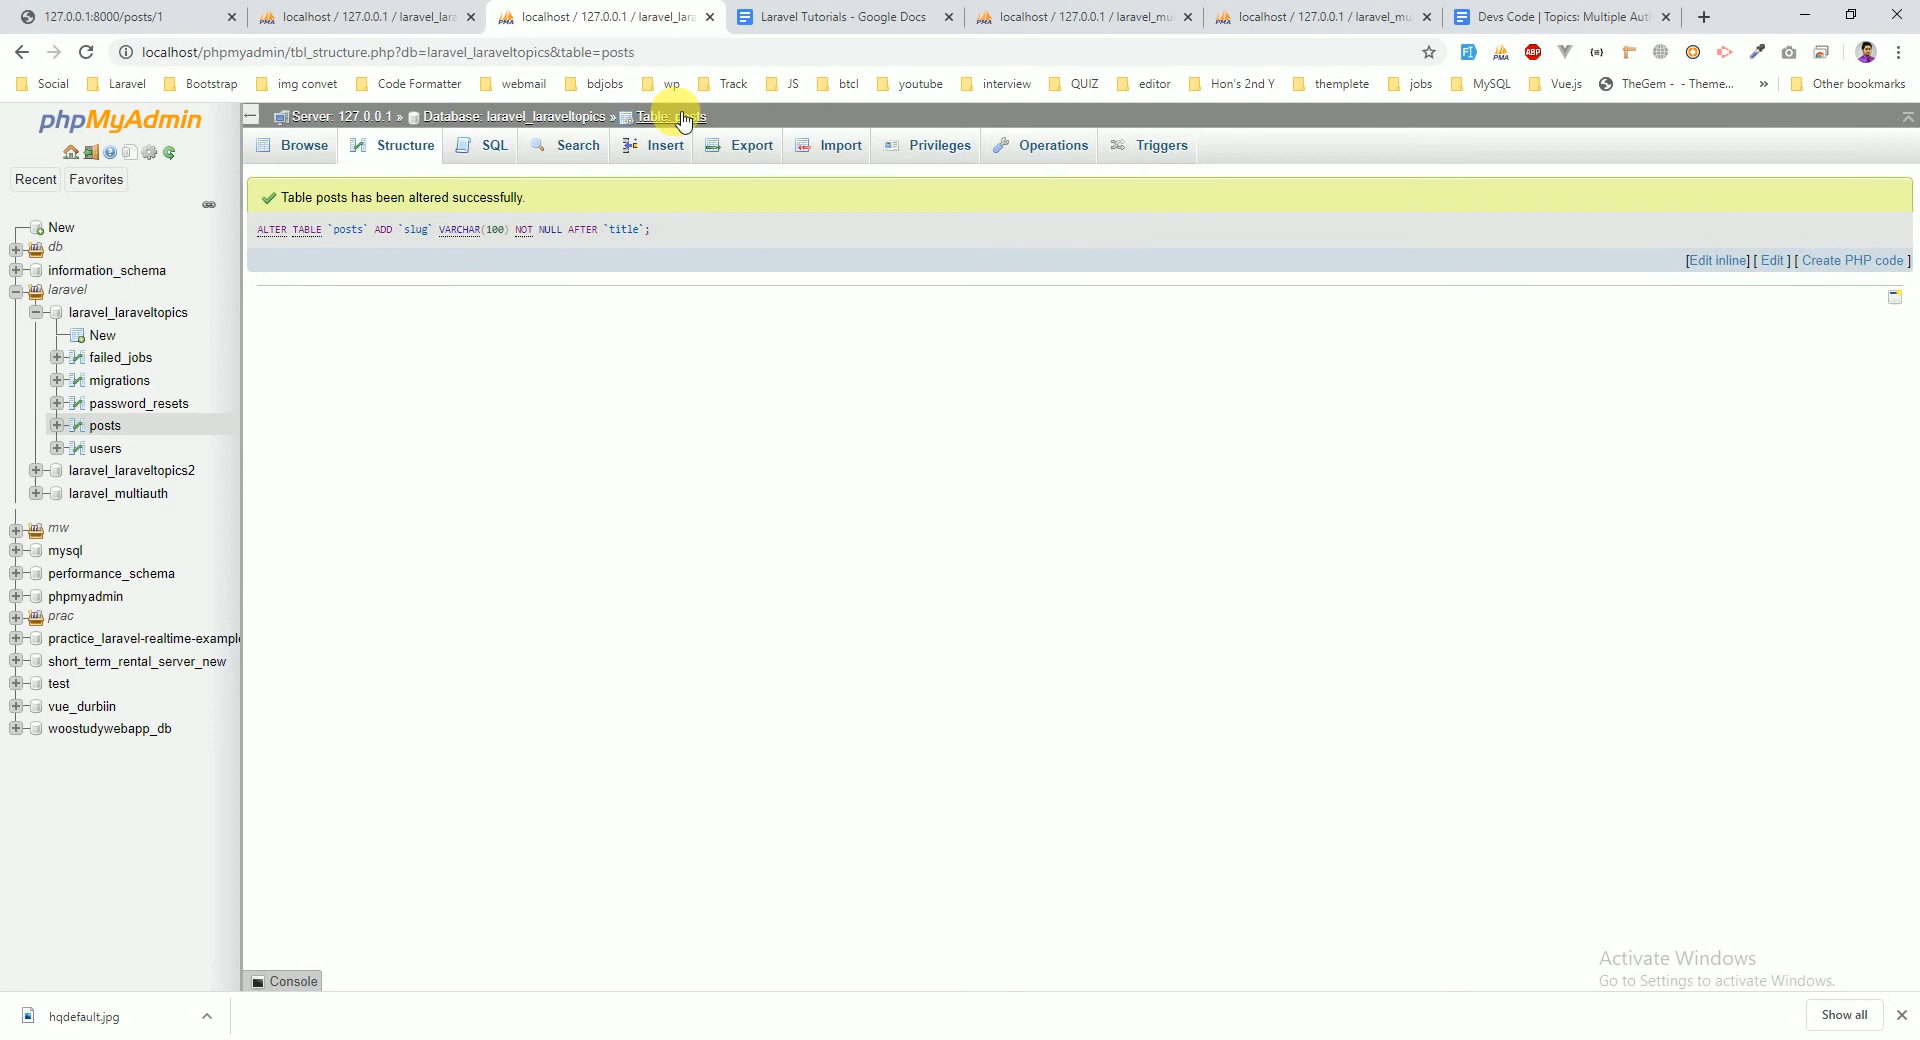 127.0.0.1:8000/posts/1
localhost / 127.0.0.1 / laravel_lara
localhost / 127.0.0.1 / laravel_lara
Laravel Tutorials - Google Docs
localhost / 127.0.0.1 / laravel_mu
localhost / 127.0.0.1 / laravel_mu
Devs Code | Topics: Multiple Aut
localhost/phpmyadmin/tbl_structure.php?db=laravel_laraveltopics&table=posts
Social
Laravel
Bootstrap
img convet
Code Formatter
webmail
bdjobs
wp
Track
JS
btcl
youtube
interview
QUIZ
editor
Hon's 2nd Y
themplete
jobs
MySQL
Vue.js
TheGem - - Theme...
»
Other bookmarks
phpMyAdmin
Server: 127.0.0.1 » Database: laravel_laraveltopics » Table: posts
Browse
Structure
SQL
Search
Insert
Export
Import
Privileges
Operations
Triggers
Recent
Favorites
Table posts has been altered successfully.
ALTER TABLE `posts` ADD `slug` VARCHAR(100) NOT NULL AFTER `title`;
[Edit inline] [ Edit ] [ Create PHP code ]
New
db
information_schema
laravel
laravel_laraveltopics
New
failed_jobs
migrations
password_resets
posts
users
laravel_laraveltopics2
laravel_multiauth
mw
mysql
performance_schema
phpmyadmin
prac
practice_laravel-realtime-example
short_term_rental_server_new
test
vue_durbiin
woostudywebapp_db
Console
Activate Windows
Go to Settings to activate Windows.
hqdefault.jpg
Show all